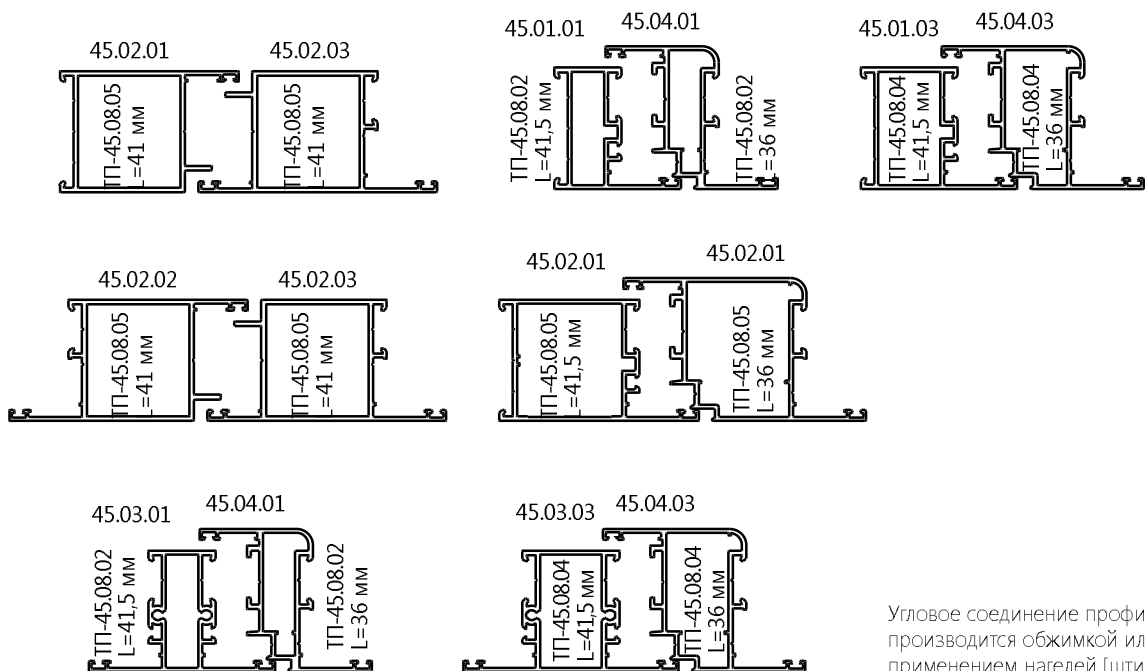 45.02.01
45.02.03
ТП-45.08.05
L=41 мм
ТП-45.08.05
L=41 мм
45.01.01
45.04.01
ТП-45.08.02
L=41,5 мм
ТП-45.08.02
L=36 мм
45.01.03
45.04.03
ТП-45.08.04
L=41,5 мм
ТП-45.08.04
L=36 мм
45.02.02
45.02.03
ТП-45.08.05
L=41 мм
ТП-45.08.05
L=41 мм
45.02.01
45.02.01
ТП-45.08.05
L=41,5 мм
ТП-45.08.05
L=36 мм
45.03.01
45.04.01
ТП-45.08.02
L=41,5 мм
ТП-45.08.02
L=36 мм
45.03.03
45.04.03
ТП-45.08.04
L=41,5 мм
ТП-45.08.04
L=36 мм
Угловое соединение профи
производится обжимкой ил
применением нагелей